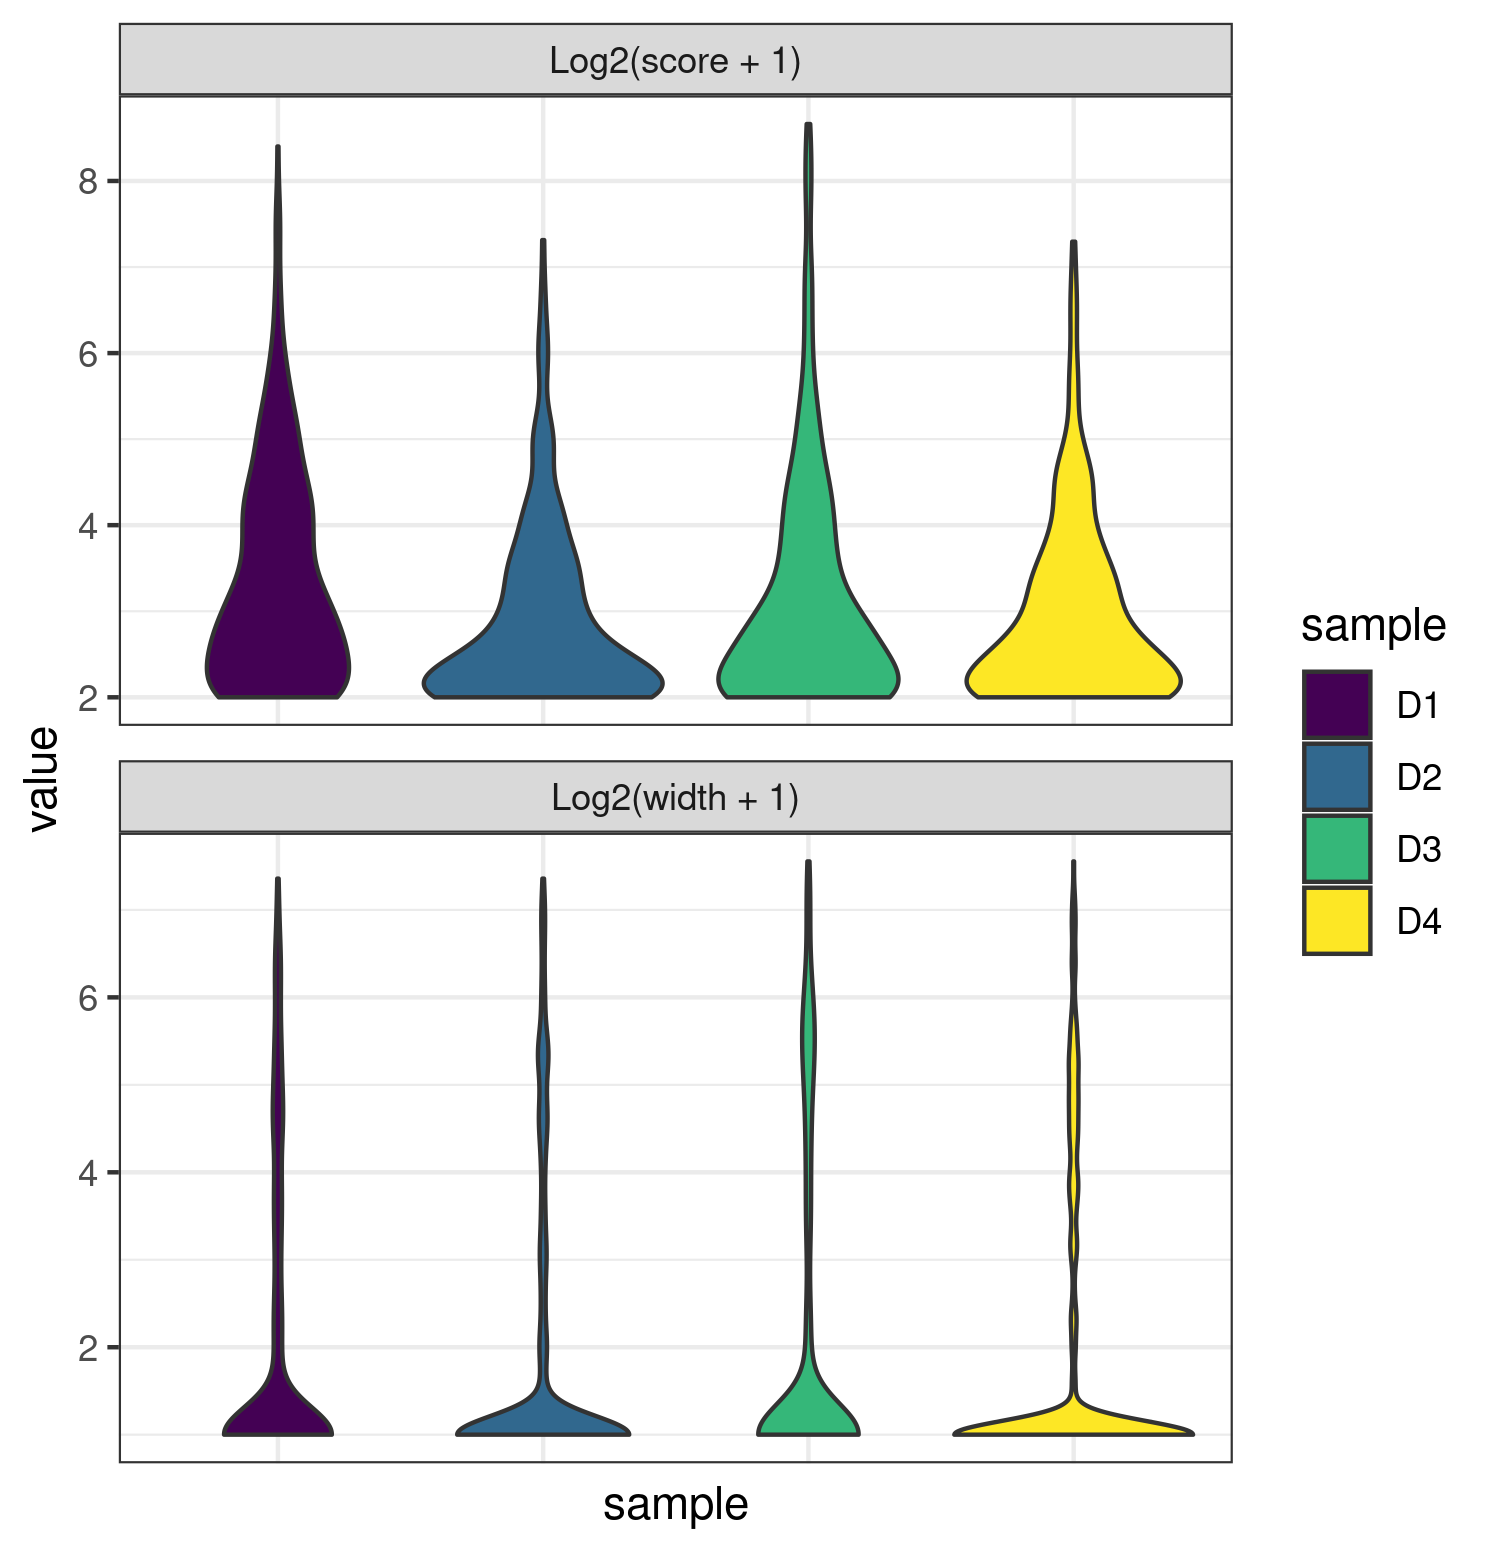 Log2(score + 1)
8
6
4
2
value
Log2(width + 1)
6
4
2
sample
sample
D1
D2
D3
D4